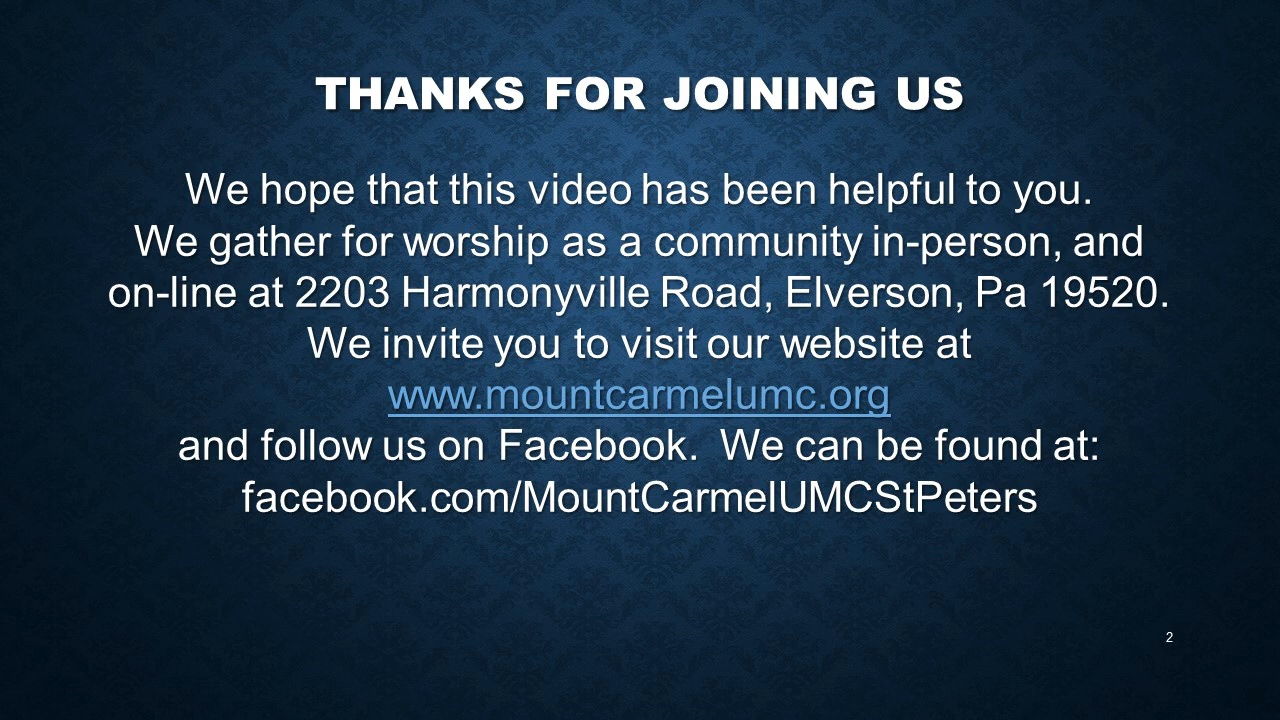 THANKS FOR JOINING US
We hope that this video has been helpful to you.
We gather for worship as a community in-person, and
on-line at 2203 Harmonyville Road, Elverson, Pa 19520.
We invite you to visit our website at
www.mountcarmelumc.org
and follow us on Facebook.  We can be found at:
facebook.com/MountCarmelUMCStPeters
2